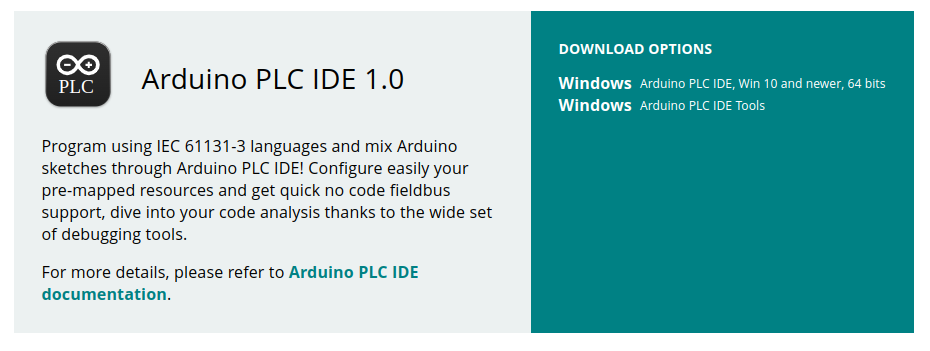 PLC
Arduino PLC IDE 1.0
Program using IEC 61131-3 languages and mix Arduino
sketches through Arduino PLC IDE! Configure easily your
pre-mapped resources and get quick no code fieldbus
support, dive into your code analysis thanks to the wide set
of debugging tools.
For more details, please refer to Arduino PLC IDE
documentation.
DOWNLOAD OPTIONS
Windows Arduino PLC IDE, Win 10 and newer, 64 bits
Windows Arduino PLC IDE Tools